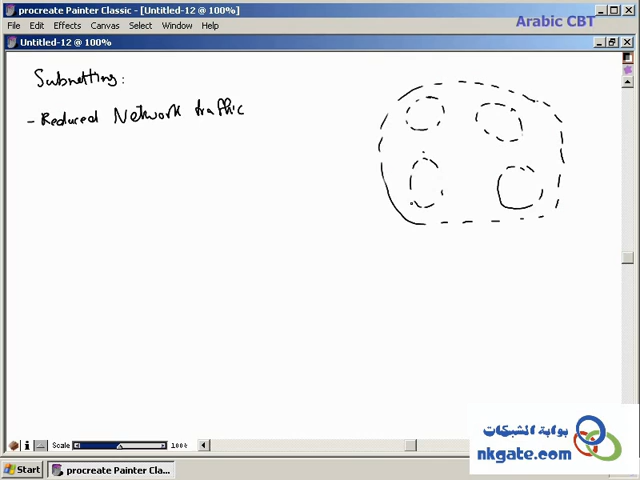 procreate Painter Classic - [Untitled-12 @ 100%]
Arabic CBT
File Edit Effects Canvas Select Window Help
Untitled-12 @ 100%
Subnetting:
- Reduced Network traffic
Scale 100%
بوابة الشبكات
nkgate.com
Start procreate Painter Cla...